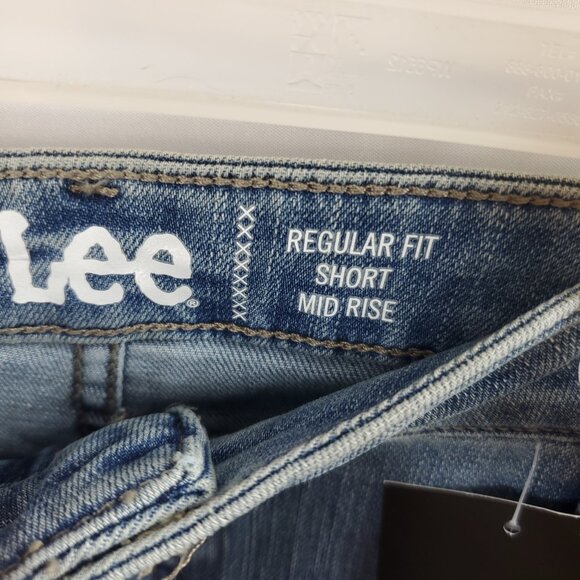 Lee
®
REGULAR FIT
SHORT
MID RISE